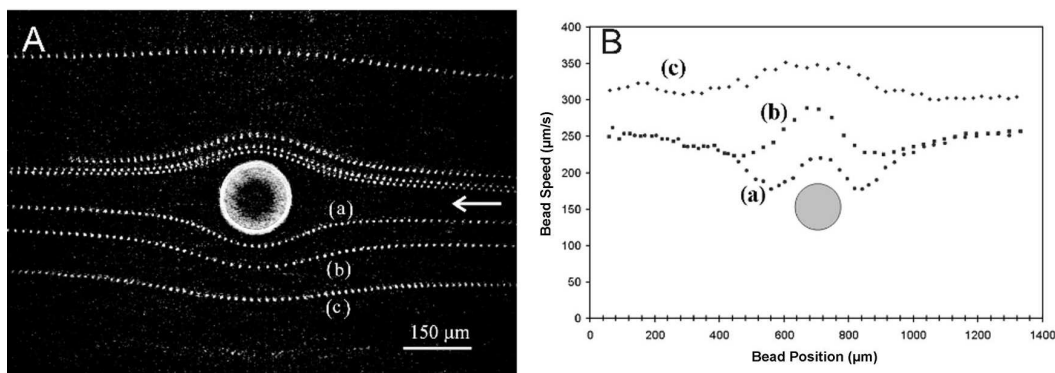 A
(a)
(b)
(c)
150 μm
B
400
350
300
250
200
150
100
50
0
Bead Speed (μm/s)
(c)
(b)
(a)
0 200 400 600 800 1000 1200 1400
Bead Position (μm)